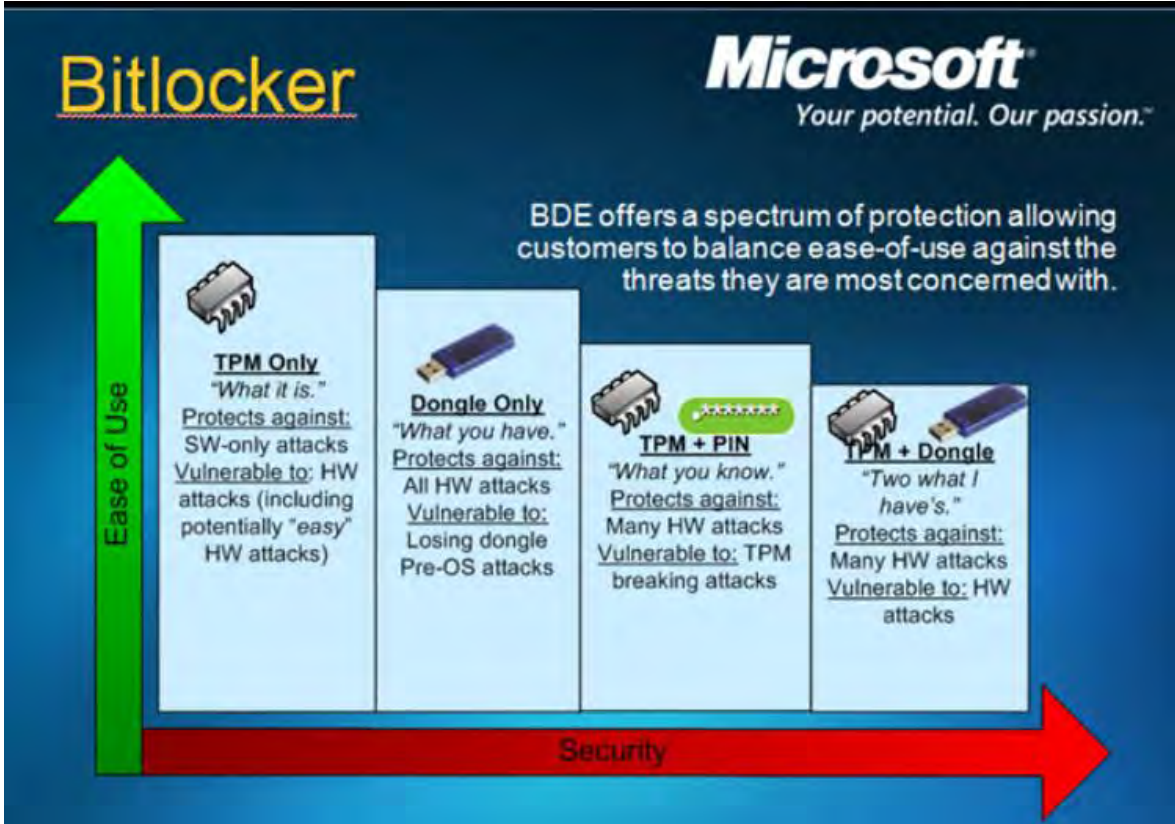 Bitlocker
Microsoft®
Your potential. Our passion.™
BDE offers a spectrum of protection allowing
customers to balance ease-of-use against the
threats they are most concerned with.
Ease of Use
TPM Only
“What it is.”
Protects against:
SW-only attacks
Vulnerable to: HW
attacks (including
potentially “easy”
HW attacks)
Dongle Only
“What you have.”
Protects against:
All HW attacks
Vulnerable to:
Losing dongle
Pre-OS attacks
*******
TPM + PIN
“What you know.”
Protects against:
Many HW attacks
Vulnerable to: TPM
breaking attacks
TPM + Dongle
“Two what I
have’s.”
Protects against:
Many HW attacks
Vulnerable to: HW
attacks
Security